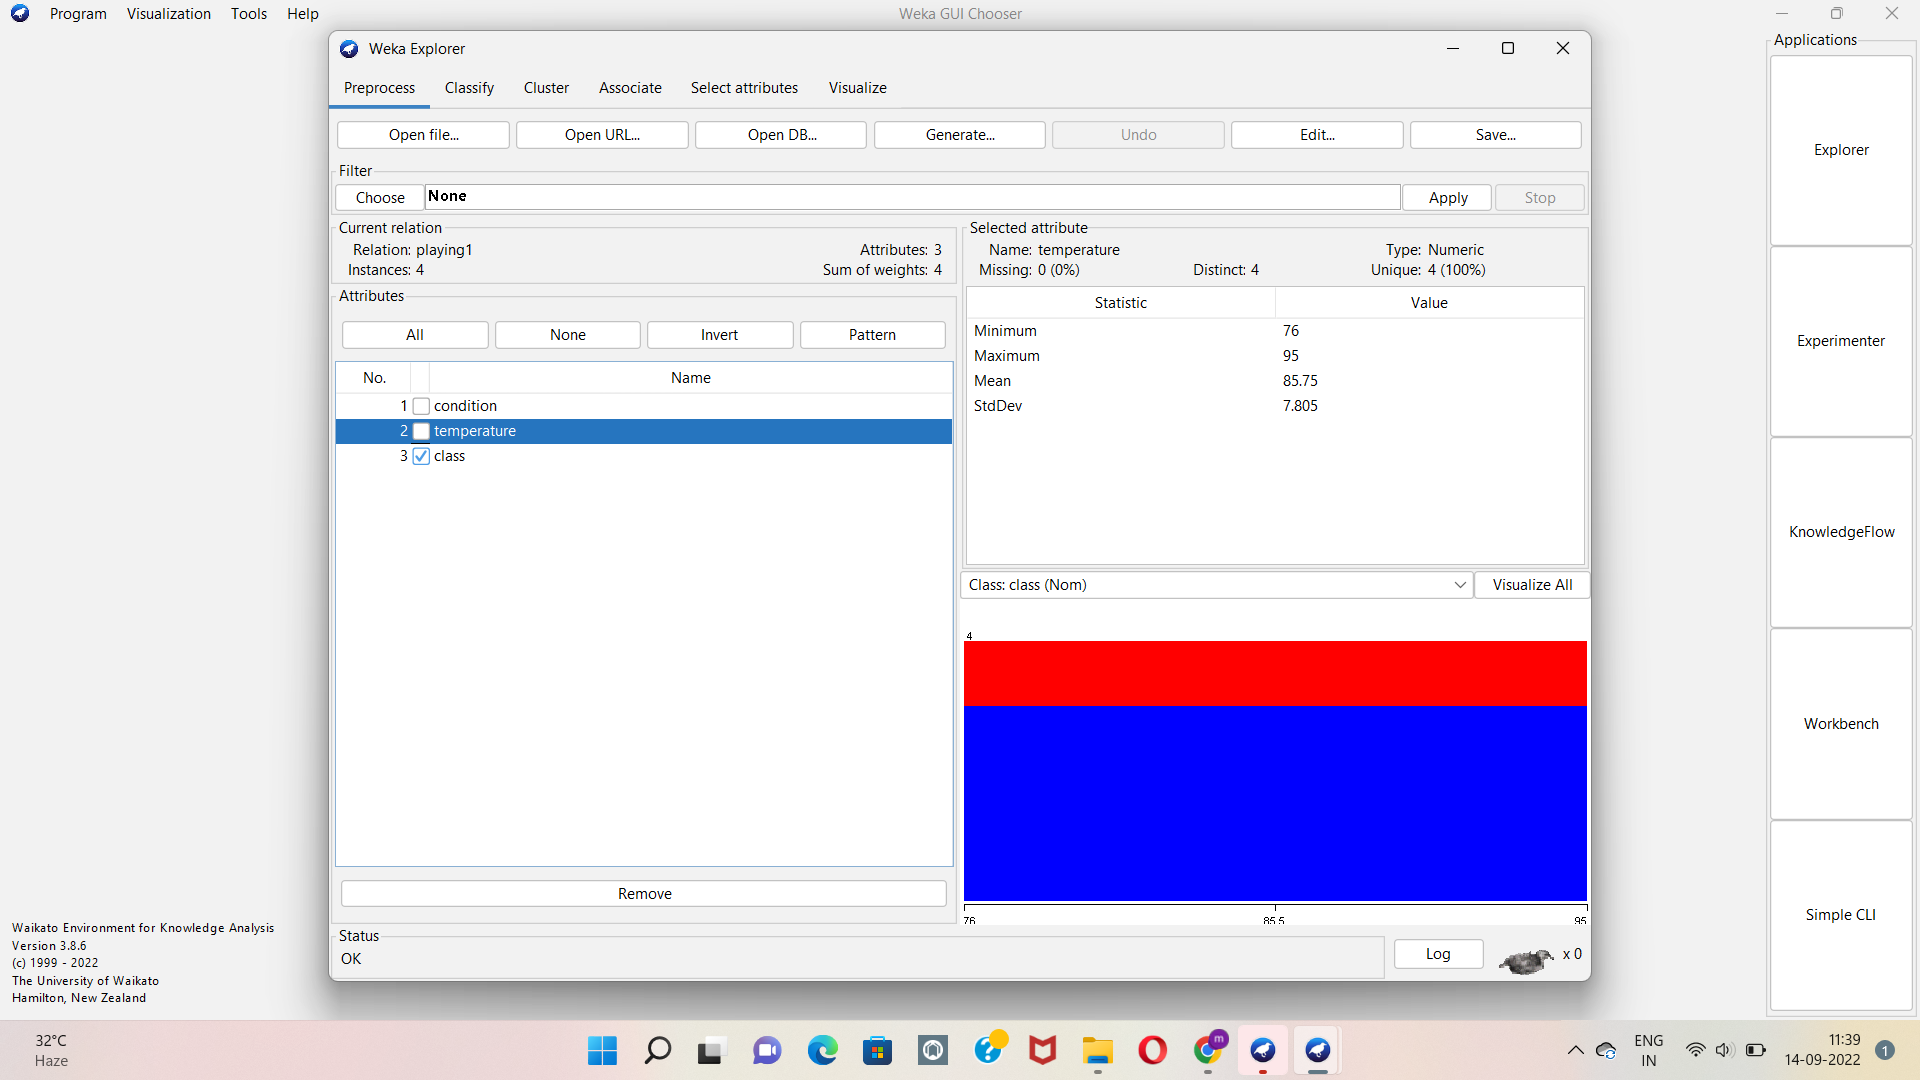 Program Visualization Tools Help
Weka GUI Chooser
Weka Explorer
Preprocess Classify Cluster Associate Select attributes Visualize
Open file... Open URL... Open DB... Generate... Undo Edit... Save...
Filter
Choose None Apply Stop
Current relation
Relation: playing1 Attributes: 3
Instances: 4 Sum of weights: 4
Attributes
All None Invert Pattern
No. Name
1 condition
2 temperature
3 class
Remove
Selected attribute
Name: temperature Type: Numeric
Missing: 0 (0%) Distinct: 4 Unique: 4 (100%)
Statistic Value
Minimum 76
Maximum 95
Mean 85.75
StdDev 7.805
Class: class (Nom) Visualize All
4
76 85.5 95
Status
OK
Log x 0
Applications
Explorer
Experimenter
KnowledgeFlow
Workbench
Simple CLI
Waikato Environment for Knowledge Analysis
Version 3.8.6
(c) 1999 - 2022
The University of Waikato
Hamilton, New Zealand
32°C
Haze
m
ENG
IN
11:39
14-09-2022
1